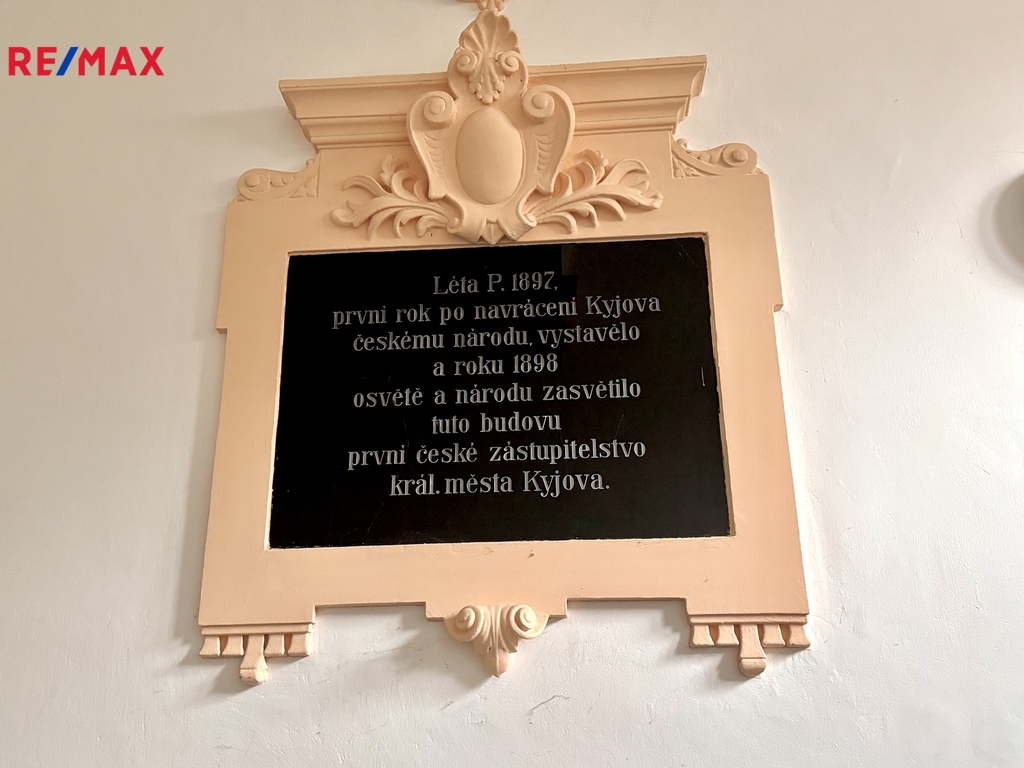 RE/MAX
Léta P. 1897,
první rok po navrácení Kyjova
českému národu, vystavělo
a roku 1898
osvětě a národu zasvětilo
tuto budovu
první české zástupitelstvo
král. města Kyjova.